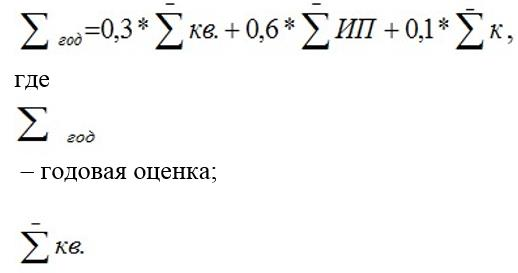 ∑ год=0,3*∑̄ кв.+0,6*∑̄ ИП+0,1*∑̄ к,
где
∑ год
– годовая оценка;
∑̄ кв.